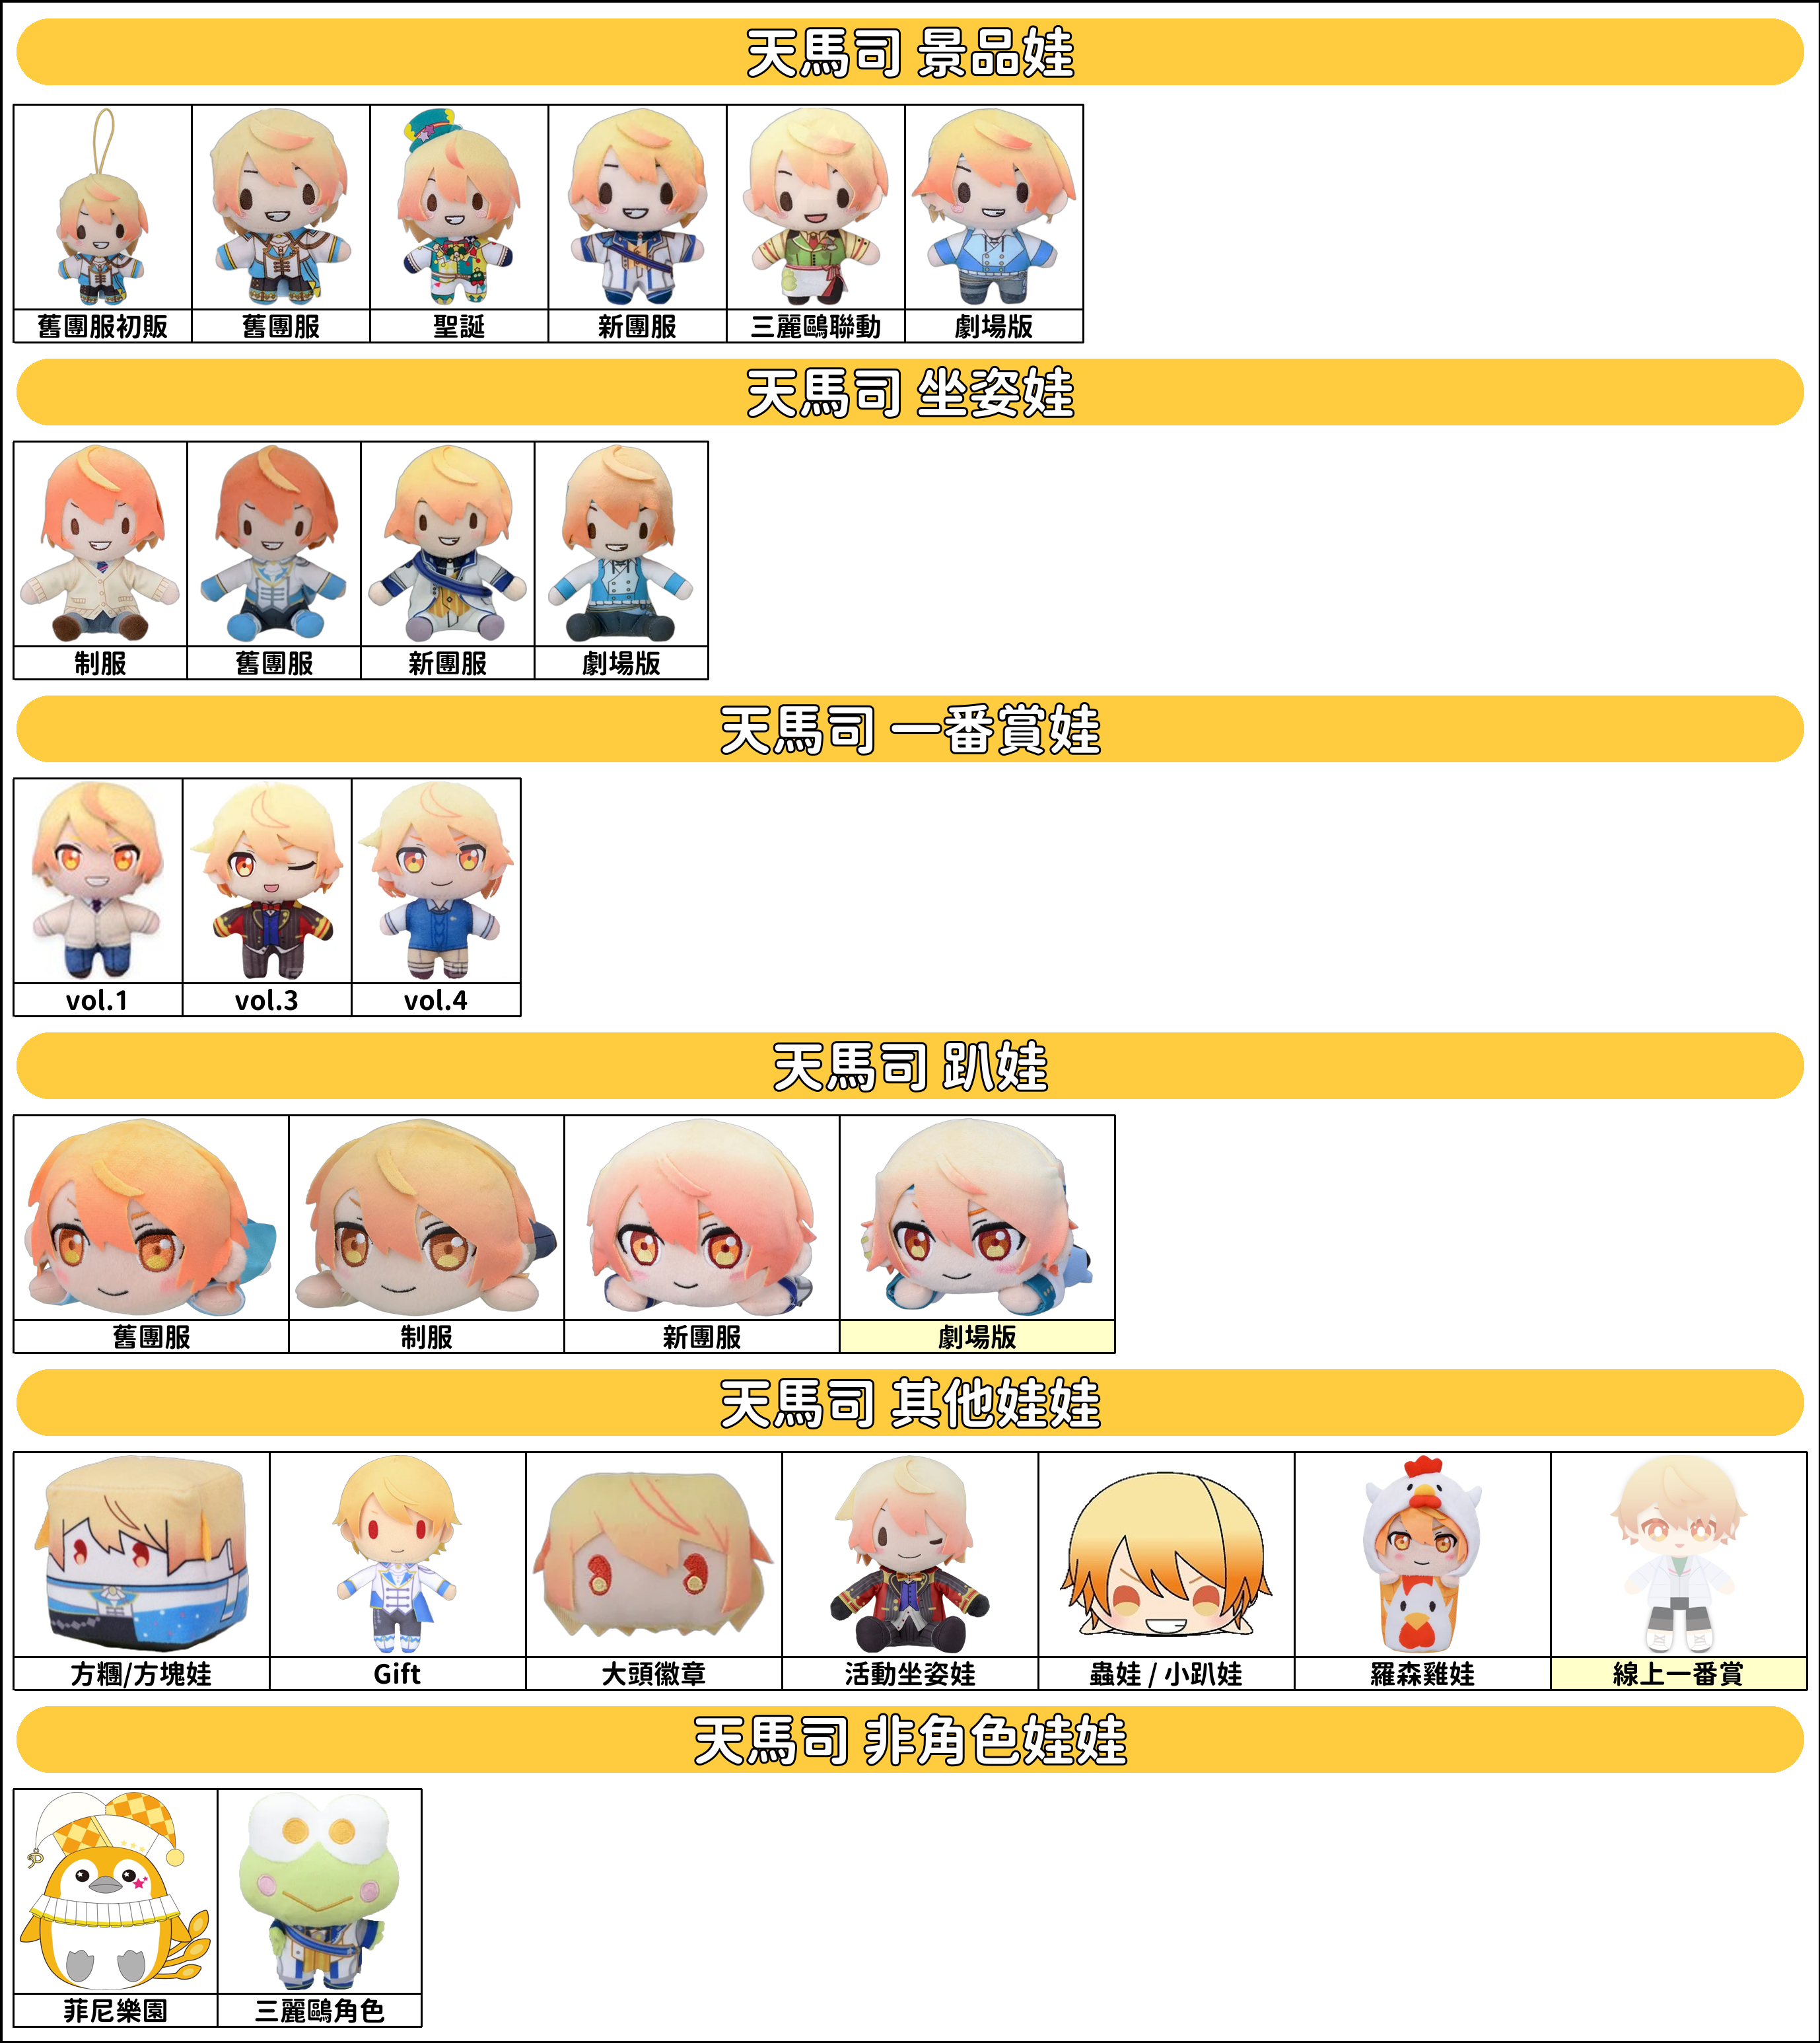 天馬司 景品娃
舊團服初販
舊團服
聖誕
新團服
三麗鷗聯動
劇場版
天馬司 坐姿娃
制服
舊團服
新團服
劇場版
天馬司 一番賞娃
vol.1
vol.3
vol.4
天馬司 趴娃
舊團服
制服
新團服
劇場版
天馬司 其他娃娃
方糰/方塊娃
Gift
大頭徽章
活動坐姿娃
蟲娃 / 小趴娃
羅森雞娃
線上一番賞
天馬司 非角色娃娃
菲尼樂園
三麗鷗角色